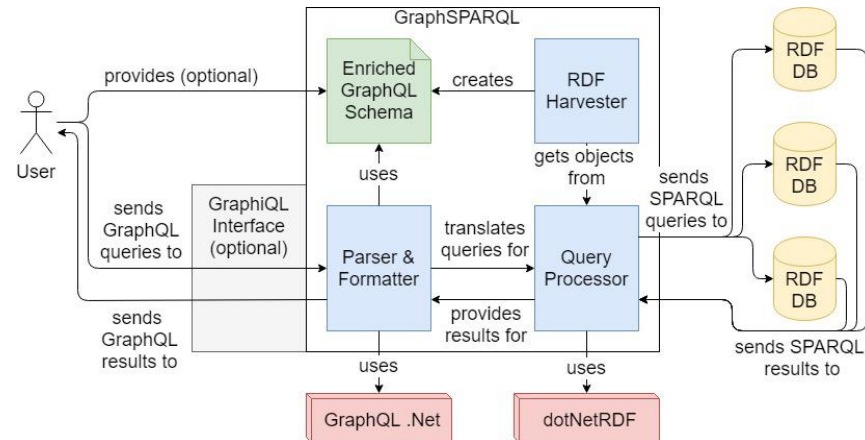 GraphSPARQL
provides (optional)
Enriched
GraphQL
Schema
creates
RDF
Harvester
RDF
DB
User
uses
gets objects
from
sends
SPARQL
queries to
RDF
DB
sends
GraphQL
queries to
GraphiQL
Interface
(optional)
Parser &
Formatter
translates
queries for
Query
Processor
RDF
DB
sends
GraphQL
results to
provides
results for
sends SPARQL
results to
uses
uses
GraphQL .Net
dotNetRDF